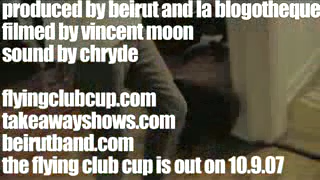 produced by beirut and la blogotheque
filmed by vincent moon
sound by chryde
flyingclubcup.com
takeawayshows.com
beirutband.com
the flying club cup is out on 10.9.07